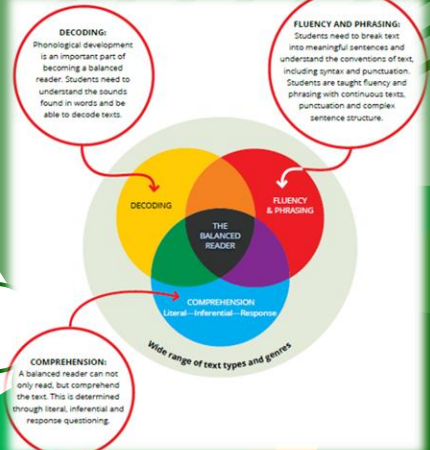 DECODING:
Phonological development
is an important part of
becoming a balanced
reader. Students need to
understand the sounds
found in words and be
able to decode texts.
FLUENCY AND PHRASING:
Students need to break text
into meaningful sentences and
understand the conventions of text,
including syntax and punctuation.
Students are taught fluency and
phrasing with continuous texts,
punctuation and complex
sentence structure.
DECODING
FLUENCY
& PHRASING
THE
BALANCED
READER
COMPREHENSION
Literal—Inferential—Response
Wide range of text types and genres
COMPREHENSION:
A balanced reader can not
only read, but comprehend
the text. This is determined
through literal, inferential and
response questioning.